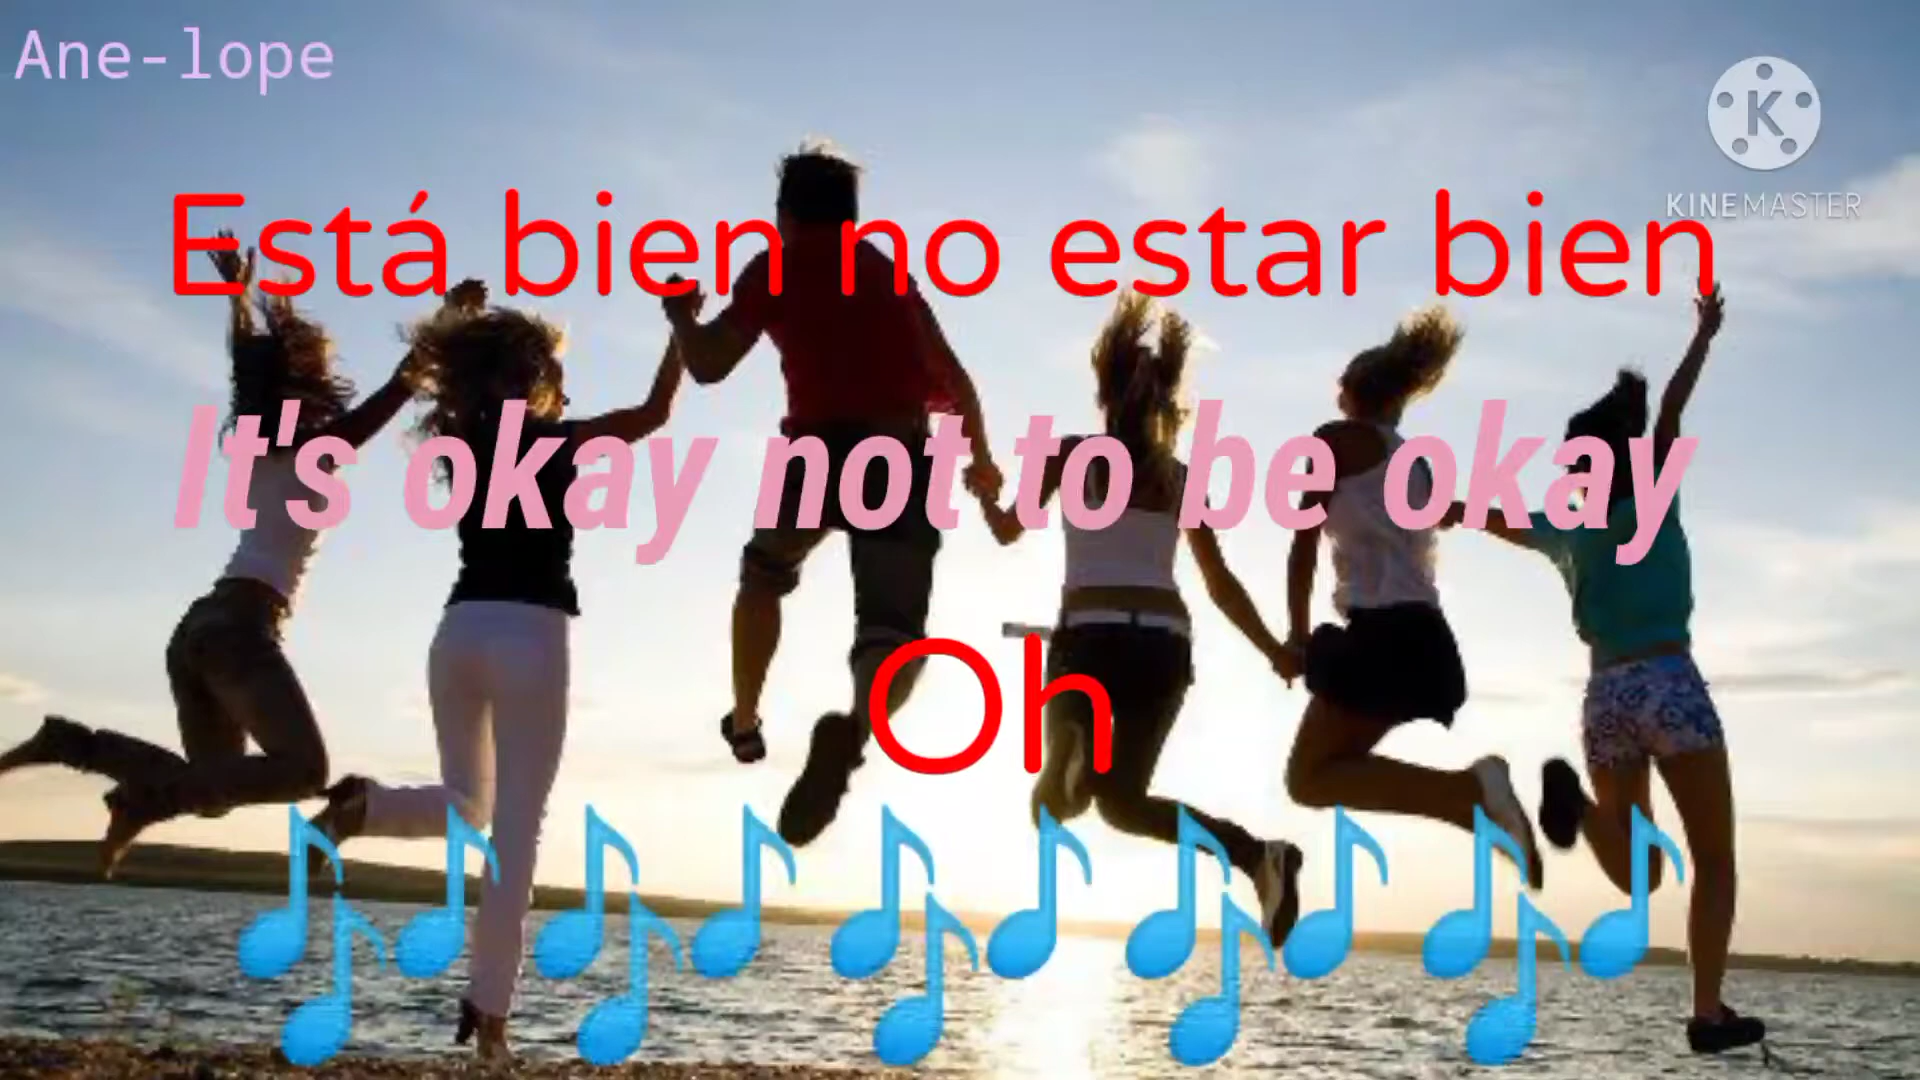 Ane-lope
KINEMASTER
Está bien no estar bien
It's okay not to be okay
Oh